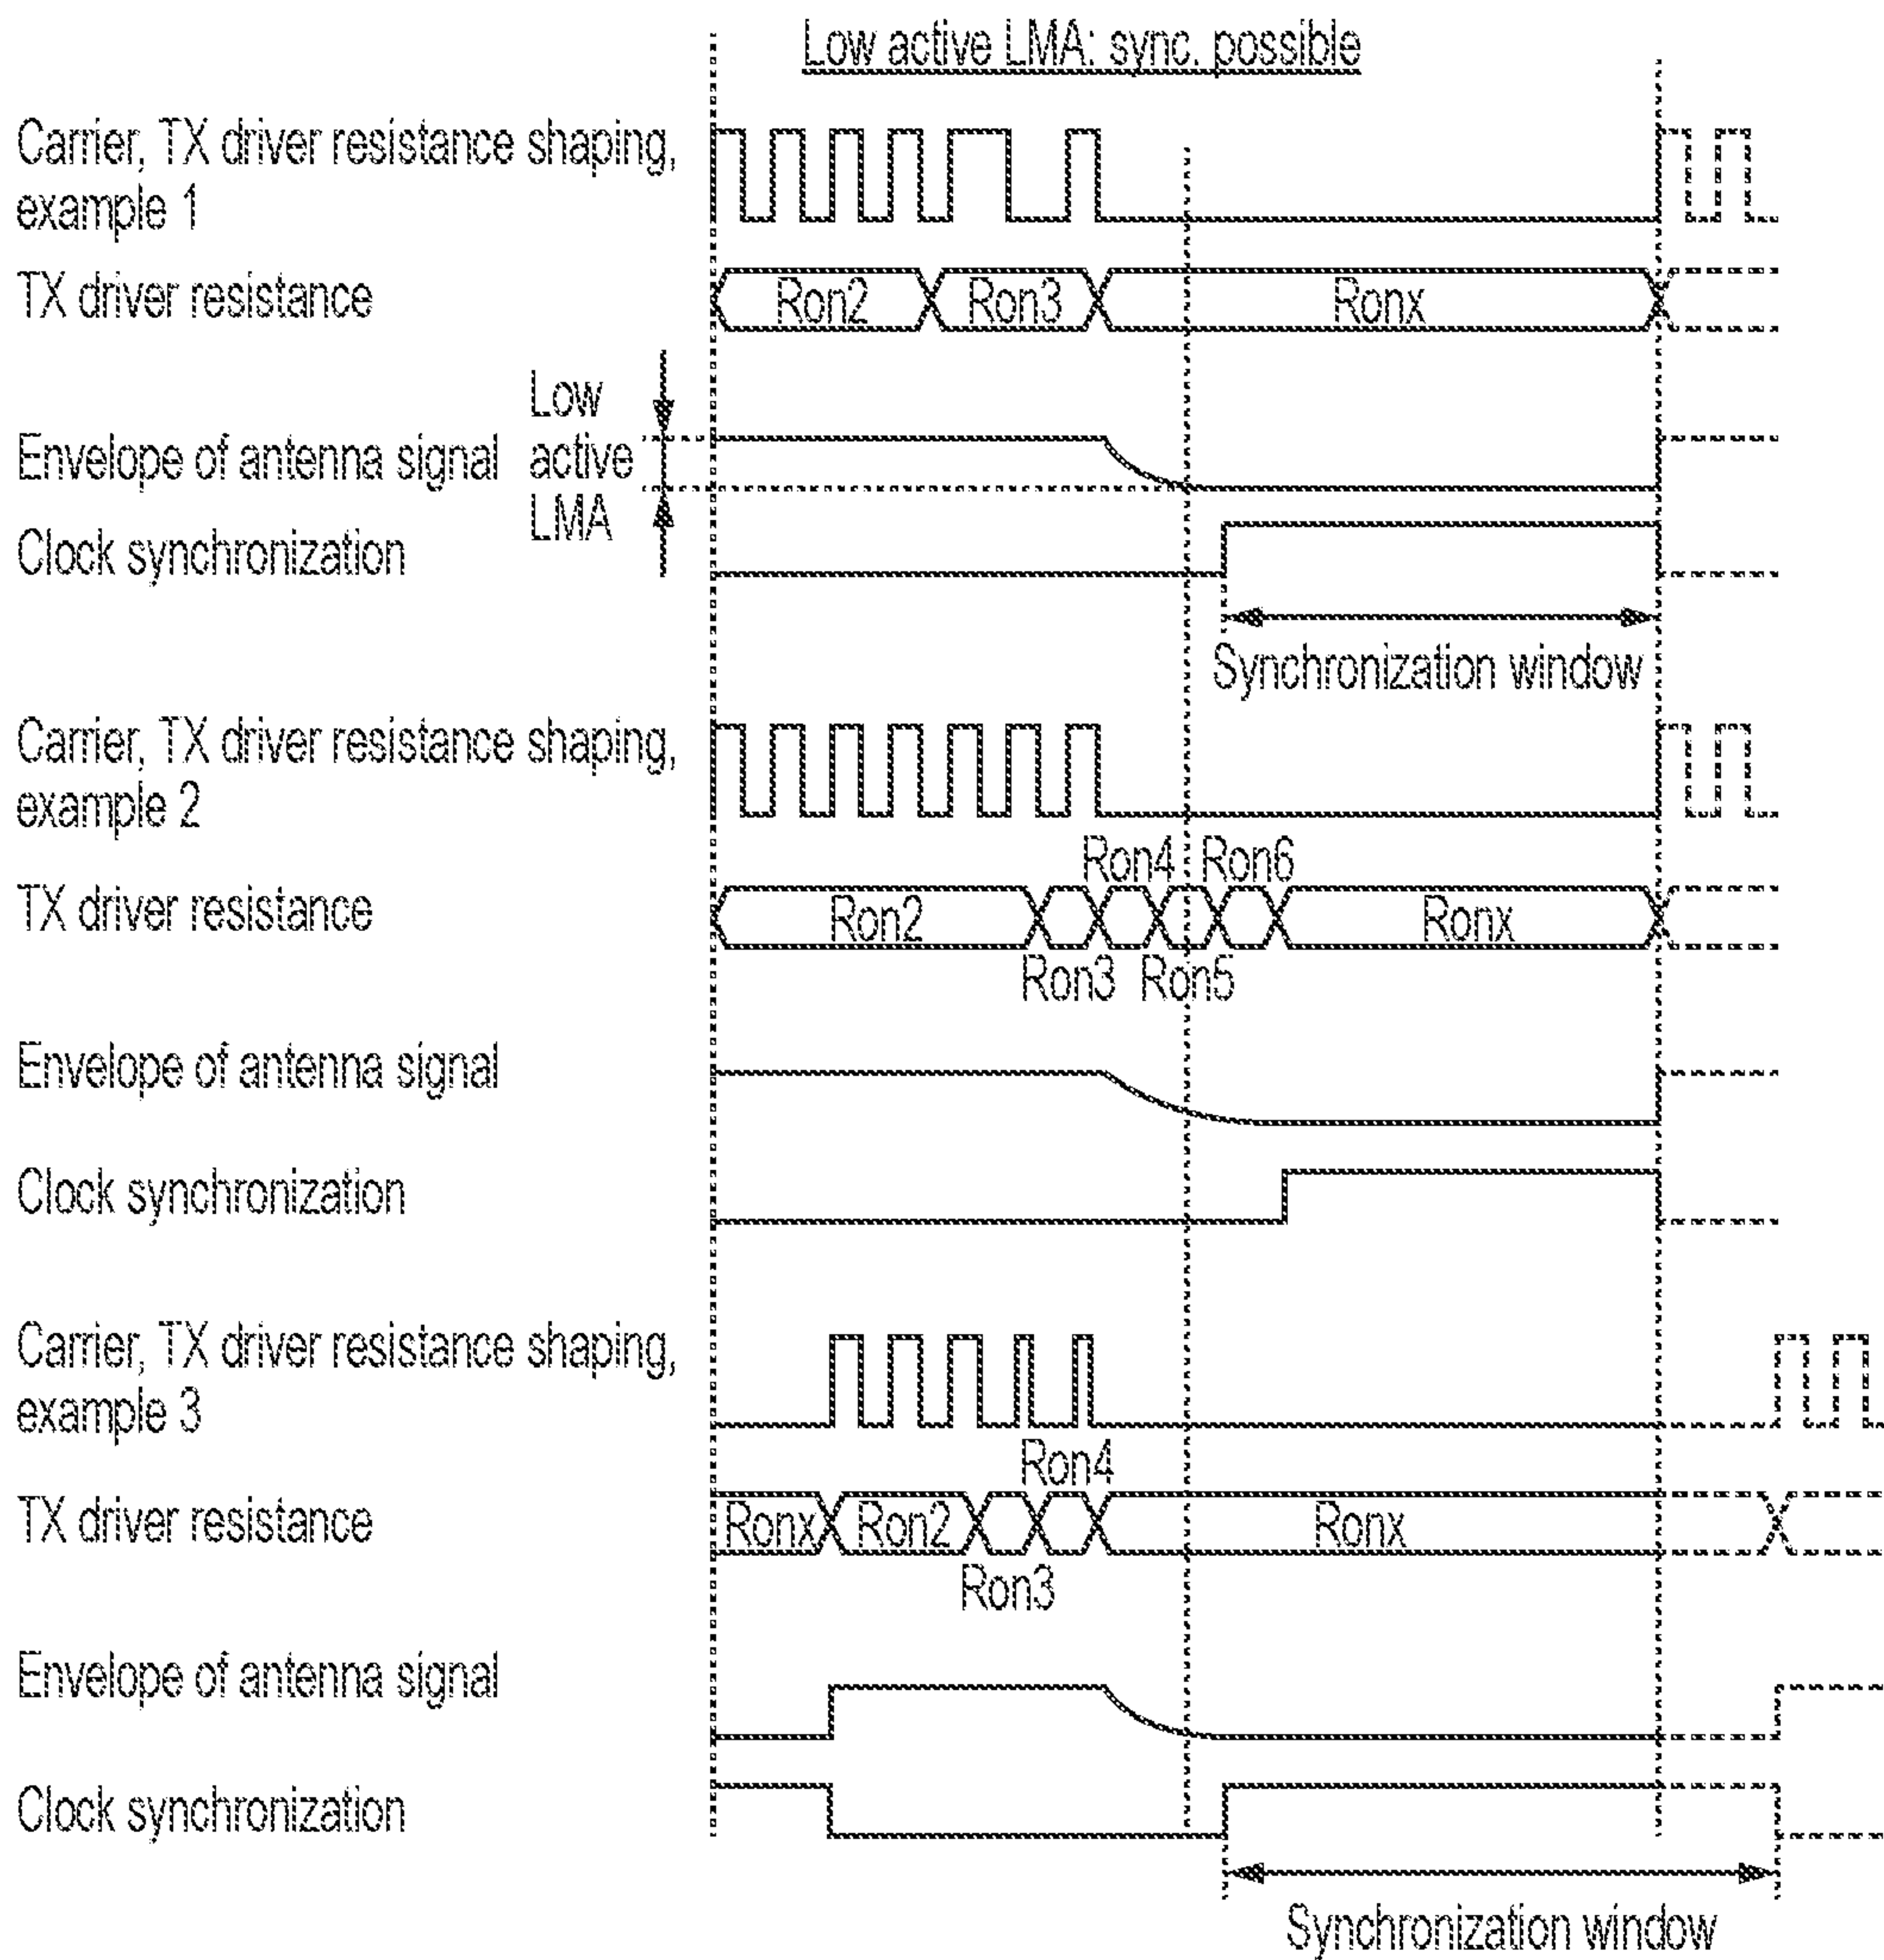 Low active LMA: sync. possible
Carrier, TX driver resistance shaping,
example 1
TX driver resistance
Ron2
Ron3
Ronx
Low
active
LMA
Envelope of antenna signal
Clock synchronization
Synchronization window
Carrier, TX driver resistance shaping,
example 2
Ron4
Ron6
TX driver resistance
Ron2
Ronx
Ron3
Ron5
Envelope of antenna signal
Clock synchronization
Carrier, TX driver resistance shaping,
example 3
Ron4
TX driver resistance
Ronx
Ron2
Ronx
Ron3
Envelope of antenna signal
Clock synchronization
Synchronization window